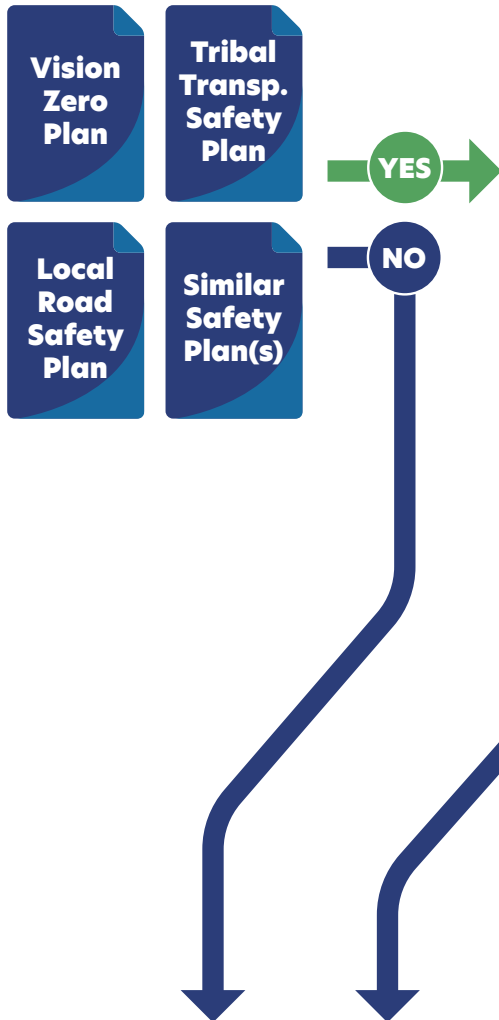 Vision
Zero
Plan
Tribal
Transp.
Safety
Plan
YES
Local
Road
Safety
Plan
Similar
Safety
Plan(s)
NO